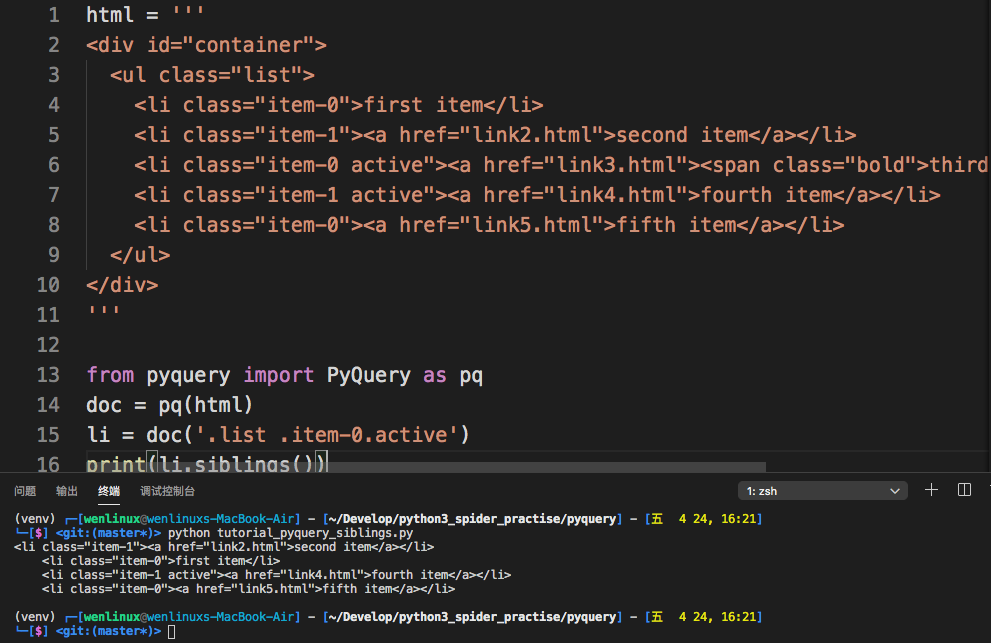 1 html = '''
2 <div id="container">
3 <ul class="list">
4 <li class="item-0">first item</li>
5 <li class="item-1"><a href="link2.html">second item</a></li>
6 <li class="item-0 active"><a href="link3.html"><span class="bold">third
7 <li class="item-1 active"><a href="link4.html">fourth item</a></li>
8 <li class="item-0"><a href="link5.html">fifth item</a></li>
9 </ul>
10 </div>
11 '''
12
13 from pyquery import PyQuery as pq
14 doc = pq(html)
15 li = doc('.list .item-0.active')
16 print(li.siblings())
问题 输出 终端 调试控制台 1: zsh
(venv) ┌─[wenlinux@wenlinuxs-MacBook-Air] - [~/Develop/python3_spider_practise/pyquery] - [五 4 24, 16:21]
└─[$] <git:(master*)> python tutorial_pyquery_siblings.py
<li class="item-1"><a href="link2.html">second item</a></li>
<li class="item-0">first item</li>
<li class="item-1 active"><a href="link4.html">fourth item</a></li>
<li class="item-0"><a href="link5.html">fifth item</a></li>
(venv) ┌─[wenlinux@wenlinuxs-MacBook-Air] - [~/Develop/python3_spider_practise/pyquery] - [五 4 24, 16:21]
└─[$] <git:(master*)>